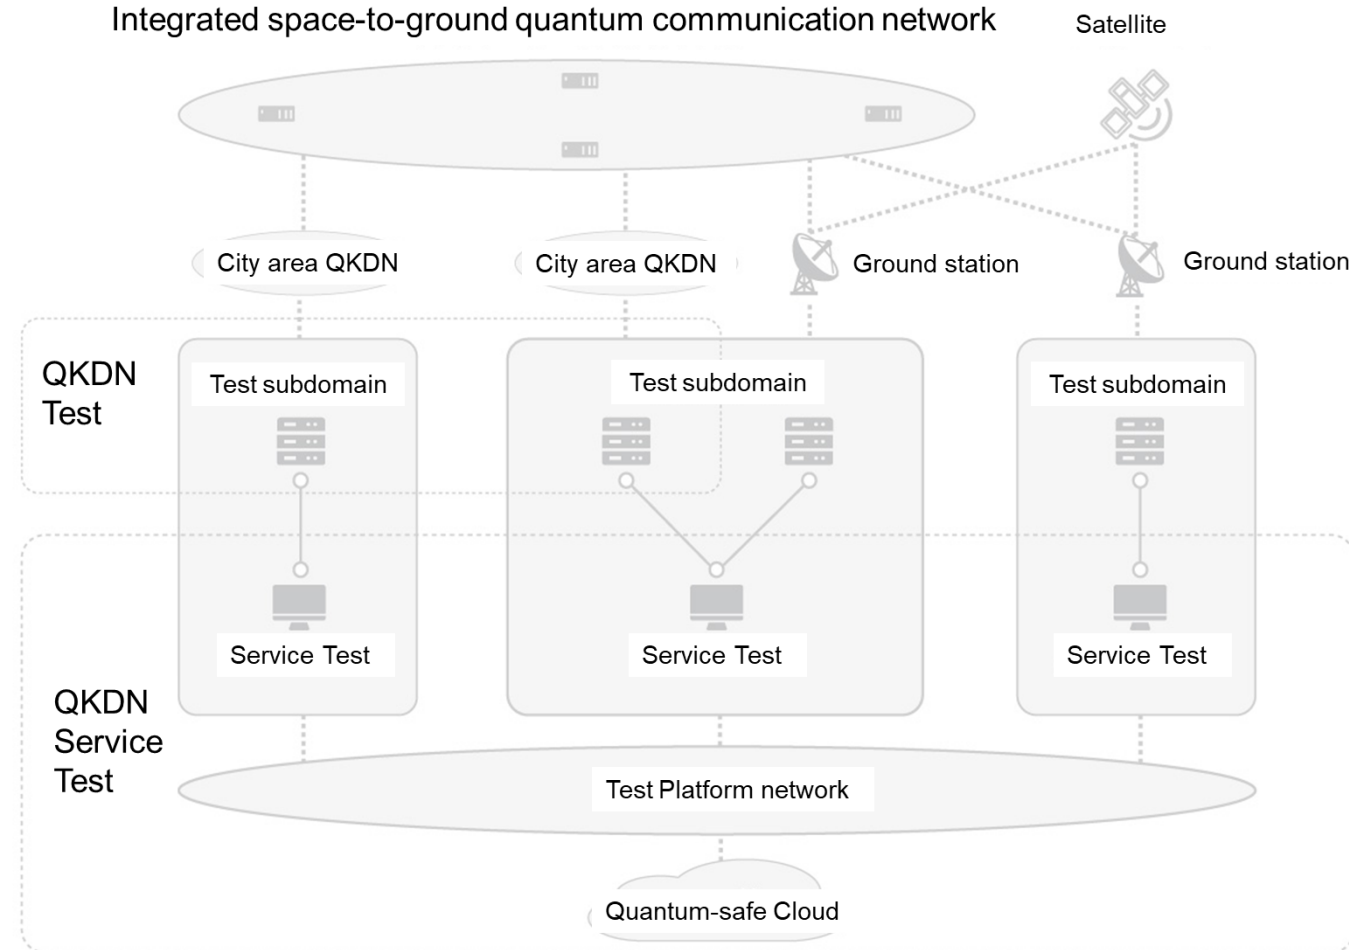 Integrated space-to-ground quantum communication network
Satellite
City area QKDN
City area QKDN
Ground station
Ground station
QKDN
Test
Test subdomain
Test subdomain
Test subdomain
Service Test
Service Test
Service Test
QKDN
Service
Test
Test Platform network
Quantum-safe Cloud